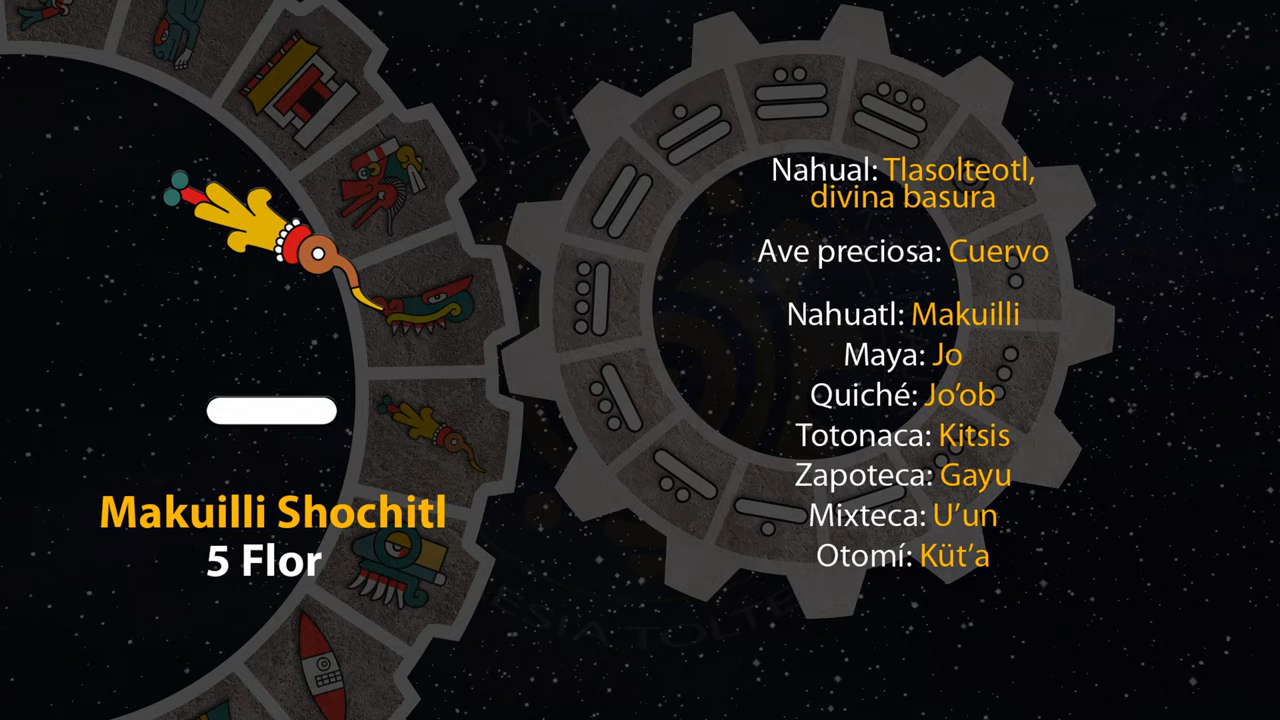 Makuilli Shochitl
5 Flor
Nahual: Tlasolteotl,
divina basura
Ave preciosa: Cuervo
Nahuatl: Makuilli
Maya: Jo
Quiché: Jo’ob
Totonaca: Kitsis
Zapoteca: Gayu
Mixteca: U’un
Otomí: Küt’a